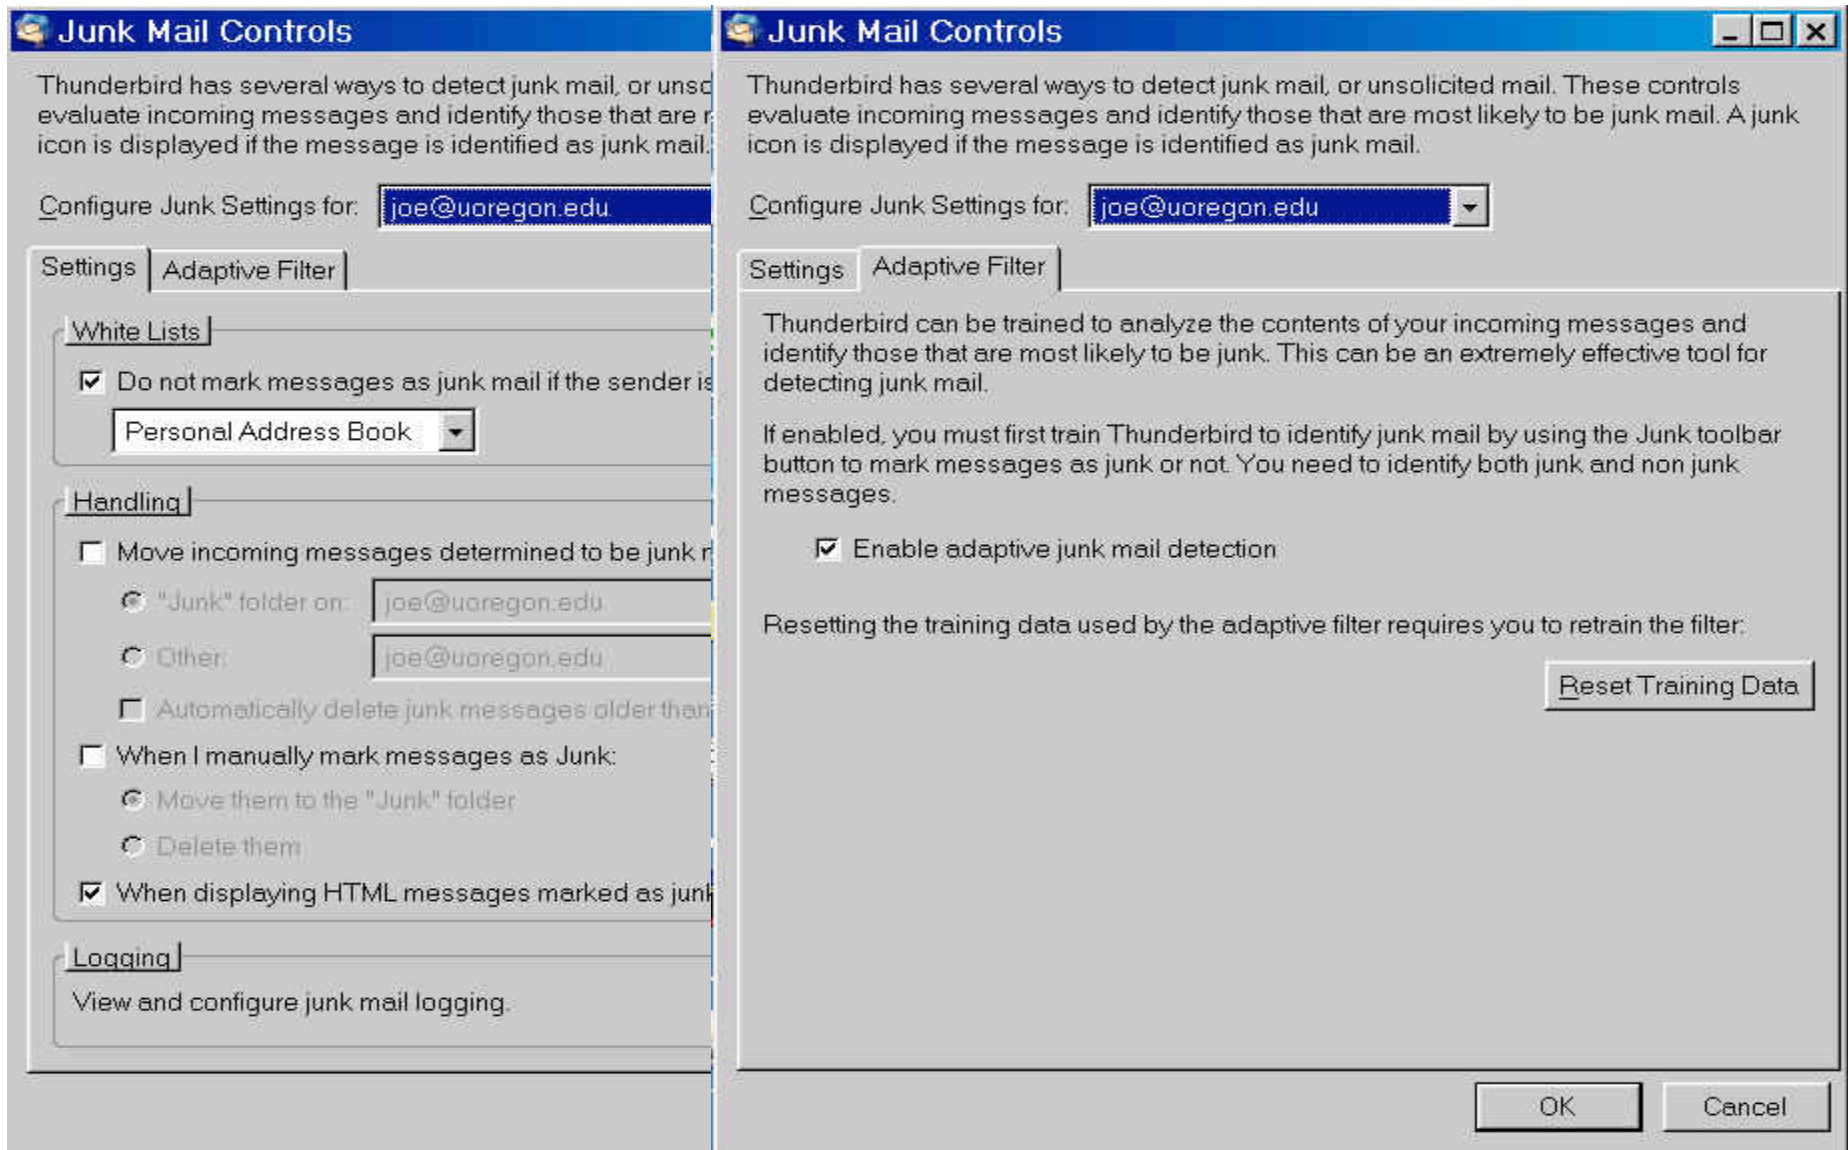 Junk Mail Controls
Thunderbird has several ways to detect junk mail, or unsc
evaluate incoming messages and identify those that are r
icon is displayed if the message is identified as junk mail.
Configure Junk Settings for: joe@uoregon.edu
Settings Adaptive Filter
White Lists
Do not mark messages as junk mail if the sender is
Personal Address Book
Handling
Move incoming messages determined to be junk r
"Junk" folder on: joe@uoregon.edu
Other: joe@uoregon.edu
Automatically delete junk messages older than
When I manually mark messages as Junk:
Move them to the "Junk" folder
Delete them
When displaying HTML messages marked as junk
Logging
View and configure junk mail logging.
Junk Mail Controls
Thunderbird has several ways to detect junk mail, or unsolicited mail. These controls
evaluate incoming messages and identify those that are most likely to be junk mail. A junk
icon is displayed if the message is identified as junk mail.
Configure Junk Settings for: joe@uoregon.edu
Settings Adaptive Filter
Thunderbird can be trained to analyze the contents of your incoming messages and
identify those that are most likely to be junk. This can be an extremely effective tool for
detecting junk mail.
If enabled, you must first train Thunderbird to identify junk mail by using the Junk toolbar
button to mark messages as junk or not. You need to identify both junk and non junk
messages.
Enable adaptive junk mail detection
Resetting the training data used by the adaptive filter requires you to retrain the filter:
Reset Training Data
OK Cancel